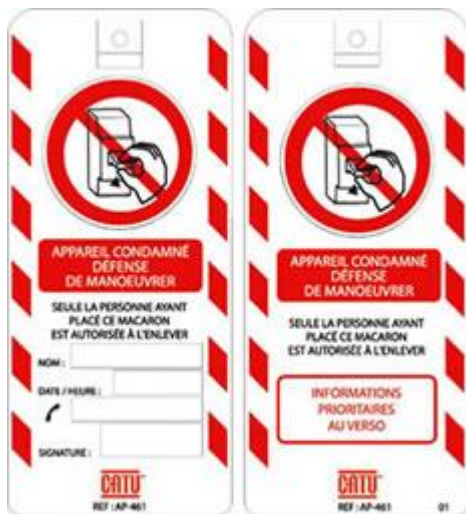 APPAREIL CONDAMNÉ
DÉFENSE
DE MANOEUVRER
SEULE LA PERSONNE AYANT
PLACÉ CE MACARON
EST AUTORISÉE À L'ENLEVER
NOM :
DATE / HEURE :
SIGNATURE :
CATU
REF : AP-461
APPAREIL CONDAMNÉ
DÉFENSE
DE MANOEUVRER
SEULE LA PERSONNE AYANT
PLACÉ CE MACARON
EST AUTORISÉE À L'ENLEVER
INFORMATIONS
PRIORITAIRES
AU VERSO
CATU
REF : AP-461
01